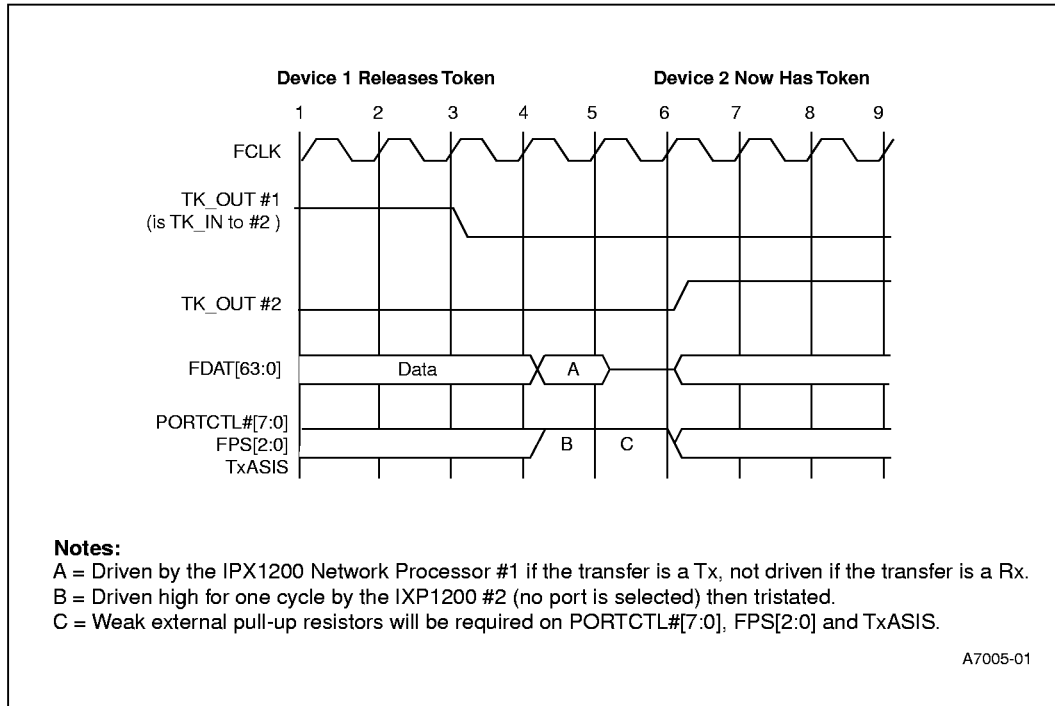 Device 1 Releases Token Device 2 Now Has Token
1 2 3 4 5 6 7 8 9
FCLK
TK_OUT #1
(is TK_IN to #2 )
TK_OUT #2
FDAT[63:0] Data A
PORTCTL#[7:0]
FPS[2:0] B C
TxASIS
Notes:
A = Driven by the IPX1200 Network Processor #1 if the transfer is a Tx, not driven if the transfer is a Rx.
B = Driven high for one cycle by the IXP1200 #2 (no port is selected) then tristated.
C = Weak external pull-up resistors will be required on PORTCTL#[7:0], FPS[2:0] and TxASIS.
A7005-01